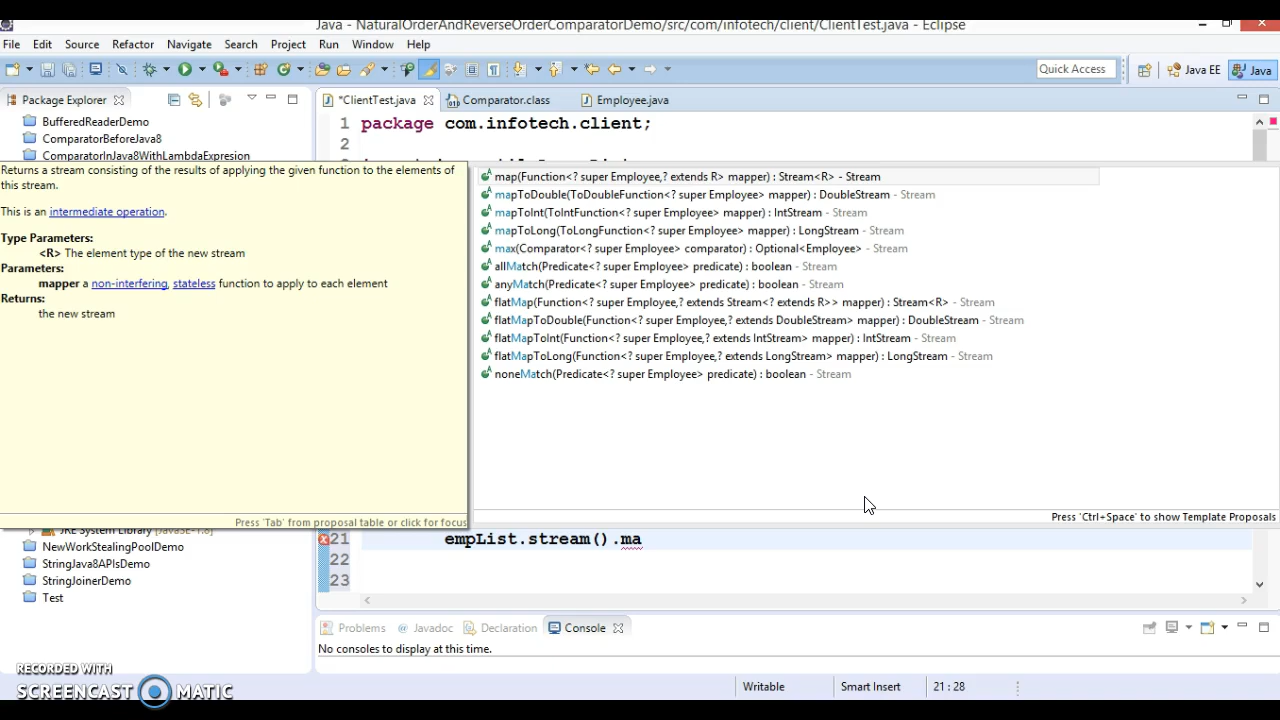 Java - NaturalOrderAndReverseOrderComparatorDemo/src/com/infotech/client/ClientTest.java - Eclipse
File Edit Source Refactor Navigate Search Project Run Window Help
Quick Access Java EE Java
Package Explorer
*ClientTest.java Comparator.class Employee.java
BufferedReaderDemo
ComparatorBeforeJava8
ComparatorInJava8WithLambdaExpresion
1 package com.infotech.client;
2
Returns a stream consisting of the results of applying the given function to the elements of
this stream.
This is an intermediate operation.
Type Parameters:
<R> The element type of the new stream
Parameters:
mapper a non-interfering, stateless function to apply to each element
Returns:
the new stream
Press 'Tab' from proposal table or click for focus
map(Function<? super Employee,? extends R> mapper) : Stream<R> - Stream
mapToDouble(ToDoubleFunction<? super Employee> mapper) : DoubleStream - Stream
mapToInt(ToIntFunction<? super Employee> mapper) : IntStream - Stream
mapToLong(ToLongFunction<? super Employee> mapper) : LongStream - Stream
max(Comparator<? super Employee> comparator) : Optional<Employee> - Stream
allMatch(Predicate<? super Employee> predicate) : boolean - Stream
anyMatch(Predicate<? super Employee> predicate) : boolean - Stream
flatMap(Function<? super Employee,? extends Stream<? extends R>> mapper) : Stream<R> - Stream
flatMapToDouble(Function<? super Employee,? extends DoubleStream> mapper) : DoubleStream - Stream
flatMapToInt(Function<? super Employee,? extends IntStream> mapper) : IntStream - Stream
flatMapToLong(Function<? super Employee,? extends LongStream> mapper) : LongStream - Stream
noneMatch(Predicate<? super Employee> predicate) : boolean - Stream
Press 'Ctrl+Space' to show Template Proposals
JRE System Library [JavaSE-1.8]
NewWorkStealingPoolDemo
StringJava8APIsDemo
StringJoinerDemo
Test
21 empList.stream().ma
22
23
Problems @ Javadoc Declaration Console
No consoles to display at this time.
RECORDED WITH
SCREENCAST MATIC
Writable Smart Insert 21 : 28